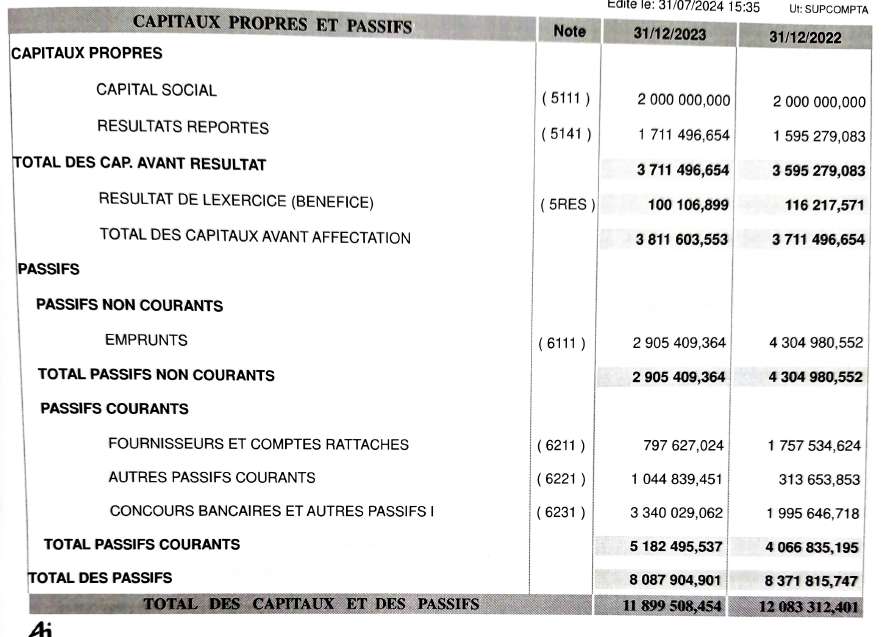 Edite le: 31/07/2024 15:35 Ut: SUPCOMPTA
CAPITAUX PROPRES ET PASSIFS Note 31/12/2023 31/12/2022
CAPITAUX PROPRES
CAPITAL SOCIAL ( 5111 ) 2 000 000,000 2 000 000,000
RESULTATS REPORTES ( 5141 ) 1 711 496,654 1 595 279,083
TOTAL DES CAP. AVANT RESULTAT 3 711 496,654 3 595 279,083
RESULTAT DE LEXERCICE (BENEFICE) ( 5RES ) 100 106,899 116 217,571
TOTAL DES CAPITAUX AVANT AFFECTATION 3 811 603,553 3 711 496,654
PASSIFS
PASSIFS NON COURANTS
EMPRUNTS ( 6111 ) 2 905 409,364 4 304 980,552
TOTAL PASSIFS NON COURANTS 2 905 409,364 4 304 980,552
PASSIFS COURANTS
FOURNISSEURS ET COMPTES RATTACHES ( 6211 ) 797 627,024 1 757 534,624
AUTRES PASSIFS COURANTS ( 6221 ) 1 044 839,451 313 653,853
CONCOURS BANCAIRES ET AUTRES PASSIFS I ( 6231 ) 3 340 029,062 1 995 646,718
TOTAL PASSIFS COURANTS 5 182 495,537 4 066 835,195
TOTAL DES PASSIFS 8 087 904,901 8 371 815,747
TOTAL DES CAPITAUX ET DES PASSIFS 11 899 508,454 12 083 312,401